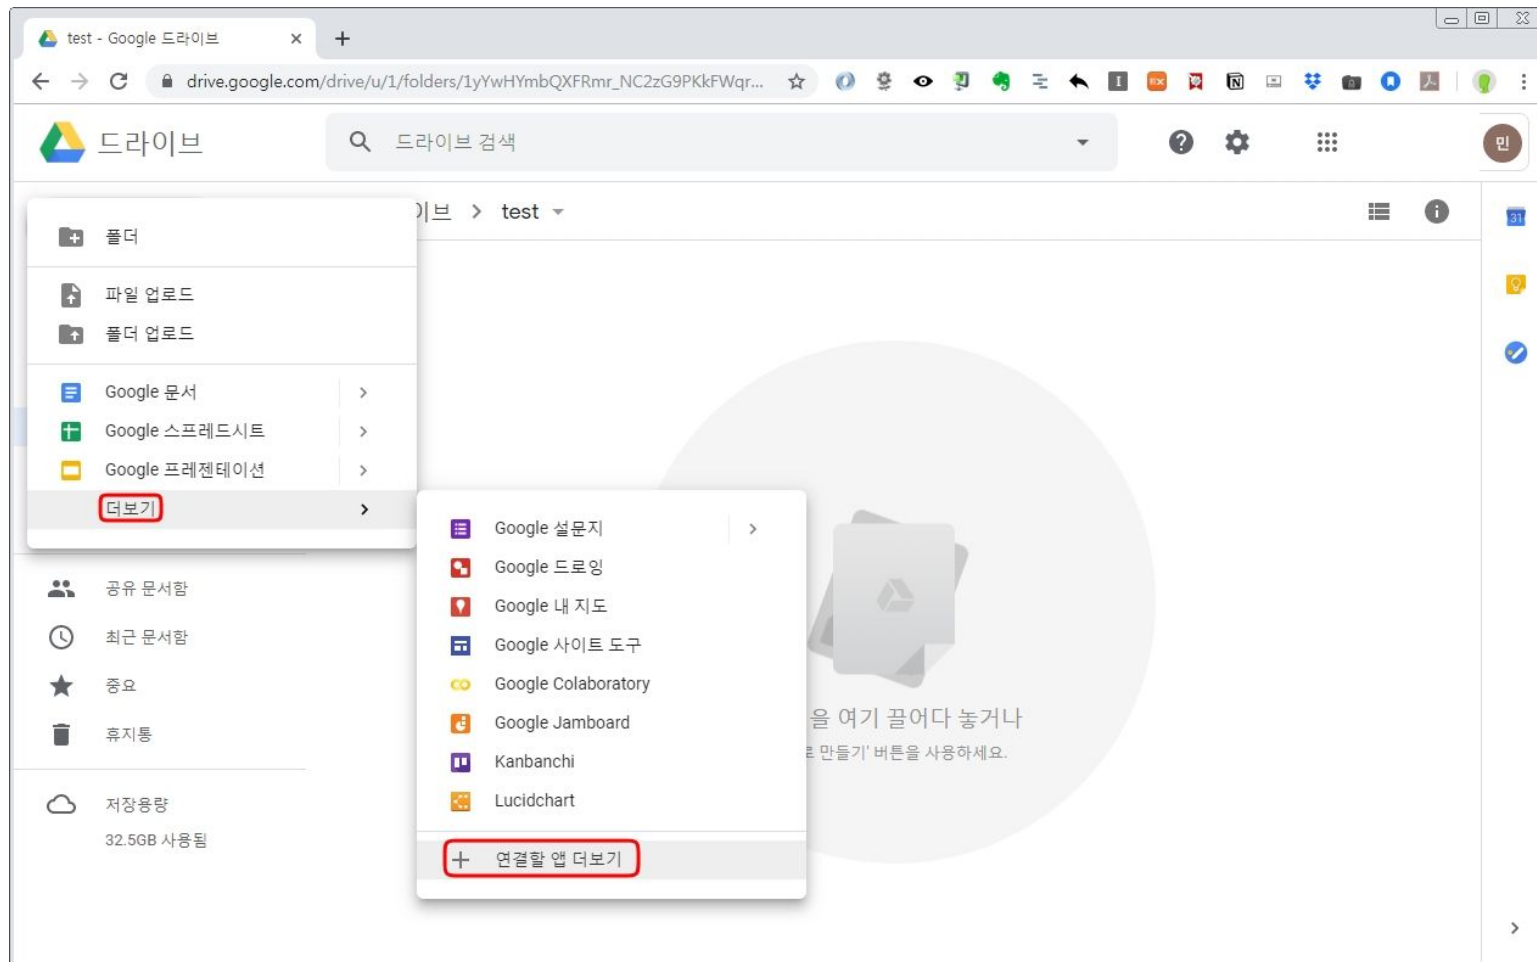 test - Google 드라이브
drive.google.com/drive/u/1/folders/1yYwHYmbQXFRmr_NC2zG9PKkFWqr...
드라이브
드라이브 검색
민
이브 > test
31
폴더
파일 업로드
폴더 업로드
Google 문서
Google 스프레드시트
Google 프레젠테이션
더보기
Google 설문지
Google 드로잉
Google 내 지도
Google 사이트 도구
Google Colaboratory
Google Jamboard
Kanbanchi
Lucidchart
+ 연결할 앱 더보기
공유 문서함
최근 문서함
중요
휴지통
저장용량
32.5GB 사용됨
을 여기 끌어다 놓거나
로 만들기' 버튼을 사용하세요.